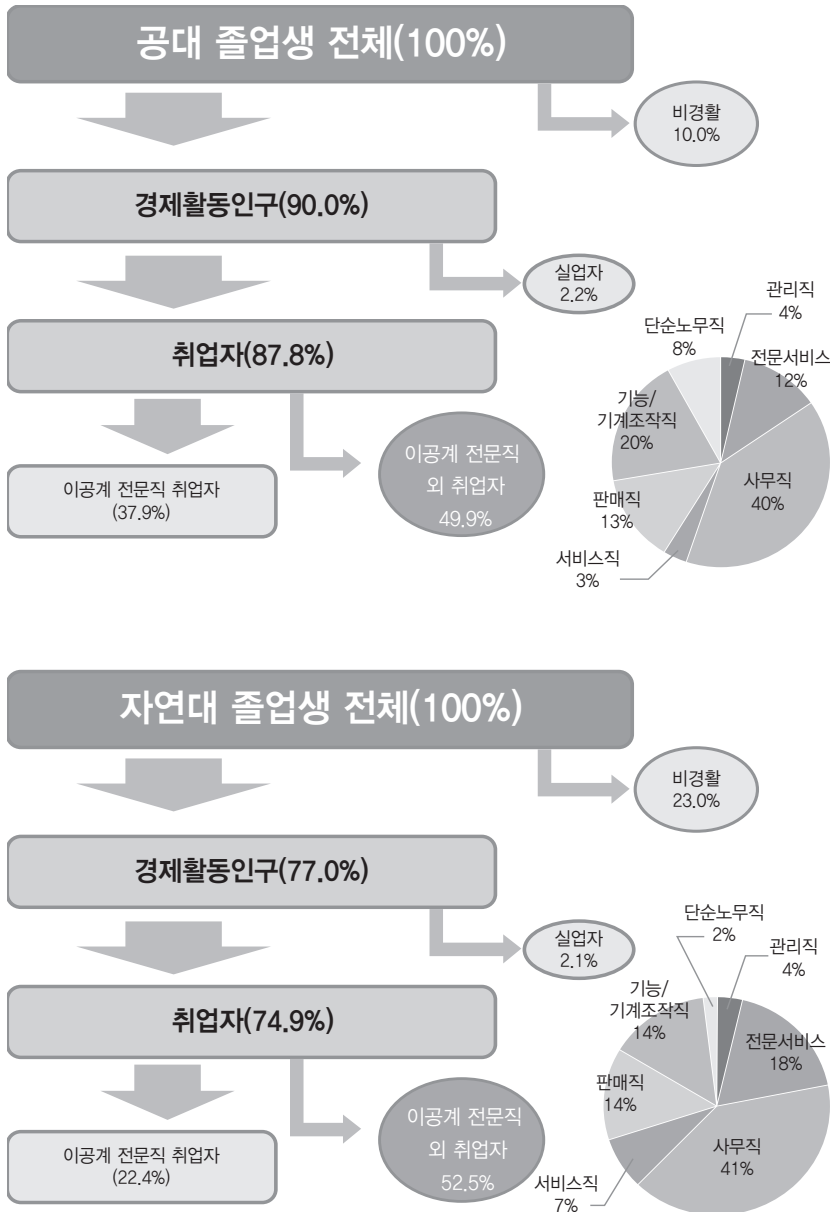 공대 졸업생 전체(100%)
비경활
10.0%
경제활동인구(90.0%)
실업자
2.2%
취업자(87.8%)
이공계 전문직 취업자
(37.9%)
이공계 전문직
외 취업자
49.9%
관리직
4%
전문서비스
12%
사무직
40%
서비스직
3%
판매직
13%
기능/
기계조작직
20%
단순노무직
8%
자연대 졸업생 전체(100%)
비경활
23.0%
경제활동인구(77.0%)
실업자
2.1%
취업자(74.9%)
이공계 전문직 취업자
(22.4%)
이공계 전문직
외 취업자
52.5%
관리직
4%
전문서비스
18%
사무직
41%
서비스직
7%
판매직
14%
기능/
기계조작직
14%
단순노무직
2%